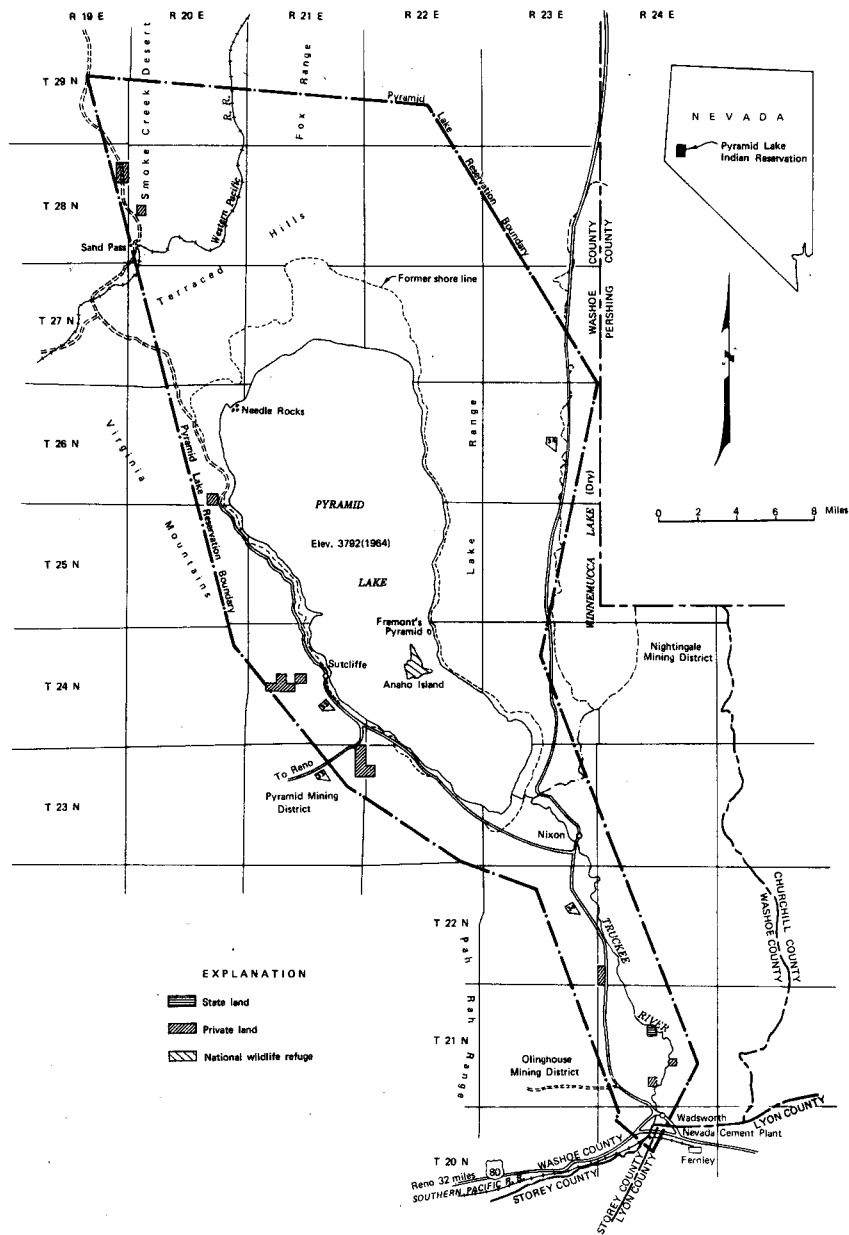 R 19 E
R 20 E
R 21 E
R 22 E
R 23 E
R 24 E
T 29 N
T 28 N
T 27 N
T 26 N
T 25 N
T 24 N
T 23 N
T 22 N
T 21 N
T 20 N
Smoke Creek Desert
R. R.
Western Pacific
Fox Range
Pyramid Lake Reservation Boundary
NEVADA
Pyramid Lake
Indian Reservation
Sand Pass
Terraced Hills
Former shore line
WASHOE COUNTY
PERSHING COUNTY
Needle Rocks
Virginia Mountains
Pyramid Lake Reservation Boundary
PYRAMID
Elev. 3792(1964)
LAKE
Lake Range
WINNEMUCCA LAKE (Dry)
0 2 4 6 8 Miles
Fremont's
Pyramid
Anaho Island
Sutcliffe
Nightingale
Mining District
To Reno
Pyramid Mining
District
Nixon
TRUCKEE
RIVER
CHURCHILL COUNTY
WASHOE COUNTY
Pah Rah Range
EXPLANATION
State land
Private land
National wildlife refuge
Olinghouse
Mining District
Wadsworth
LYON COUNTY
Nevada Cement Plant
Fernley
WASHOE COUNTY
80
Reno 32 miles
SOUTHERN PACIFIC R. R.
STOREY COUNTY
STOREY COUNTY
LYON COUNTY